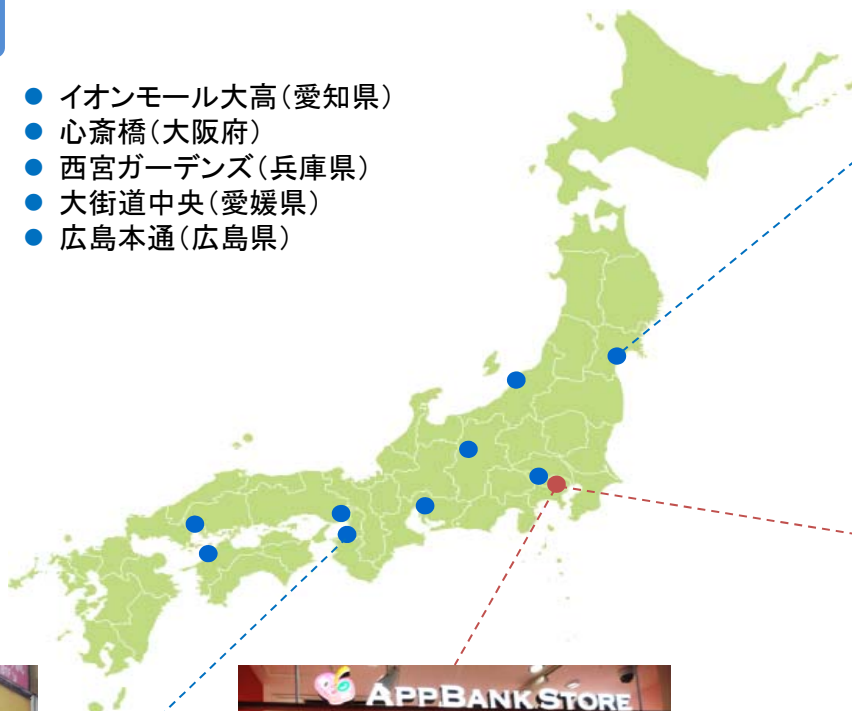 ● イオンモール大高(愛知県)
● 心斎橋(大阪府)
● 西宮ガーデンズ(兵庫県)
● 大街道中央(愛媛県)
● 広島本通(広島県)
APPBANK STORE